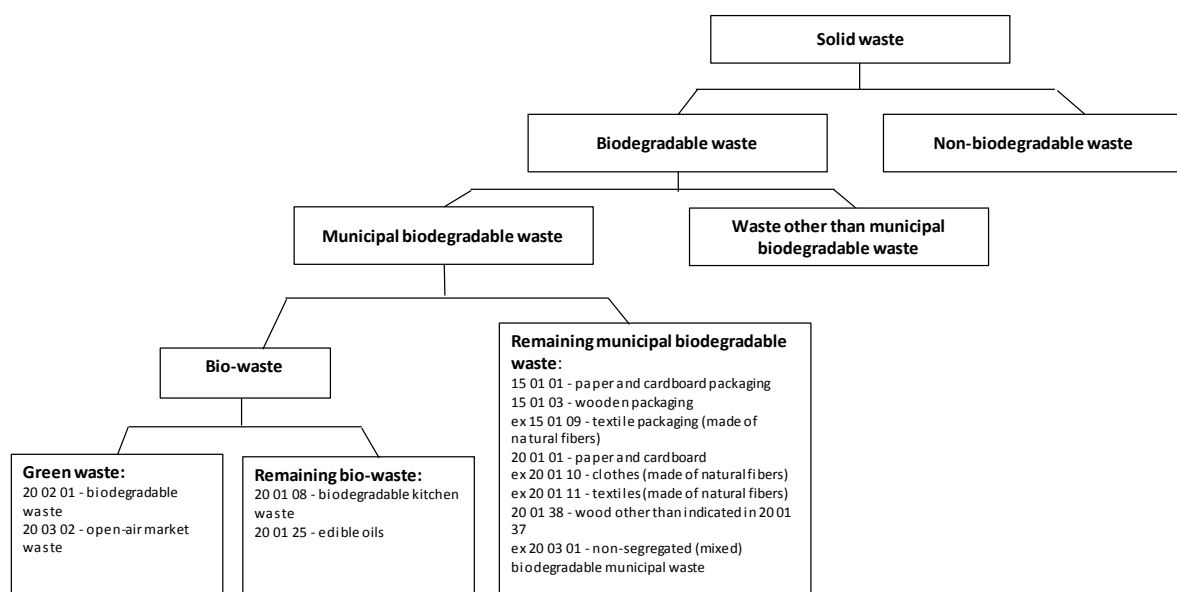 Solid waste
Biodegradable waste
Non-biodegradable waste
Municipal biodegradable waste
Waste other than municipal
biodegradable waste
Bio-waste
Remaining municipal biodegradable
waste:
15 01 01 - paper and cardboard packaging
15 01 03 - wooden packaging
ex 15 01 09 - textile packaging (made of
natural fibers)
20 01 01 - paper and cardboard
ex 20 01 10 - clothes (made of natural fibers)
ex 20 01 11 - textiles (made of natural fibers)
20 01 38 - wood other than indicated in 20 01
37
ex 20 03 01 - non-segregated (mixed)
biodegradable municipal waste
Green waste:
20 02 01 - biodegradable
waste
20 03 02 - open-air market
waste
Remaining bio-waste:
20 01 08 - biodegradable kitchen
waste
20 01 25 - edible oils